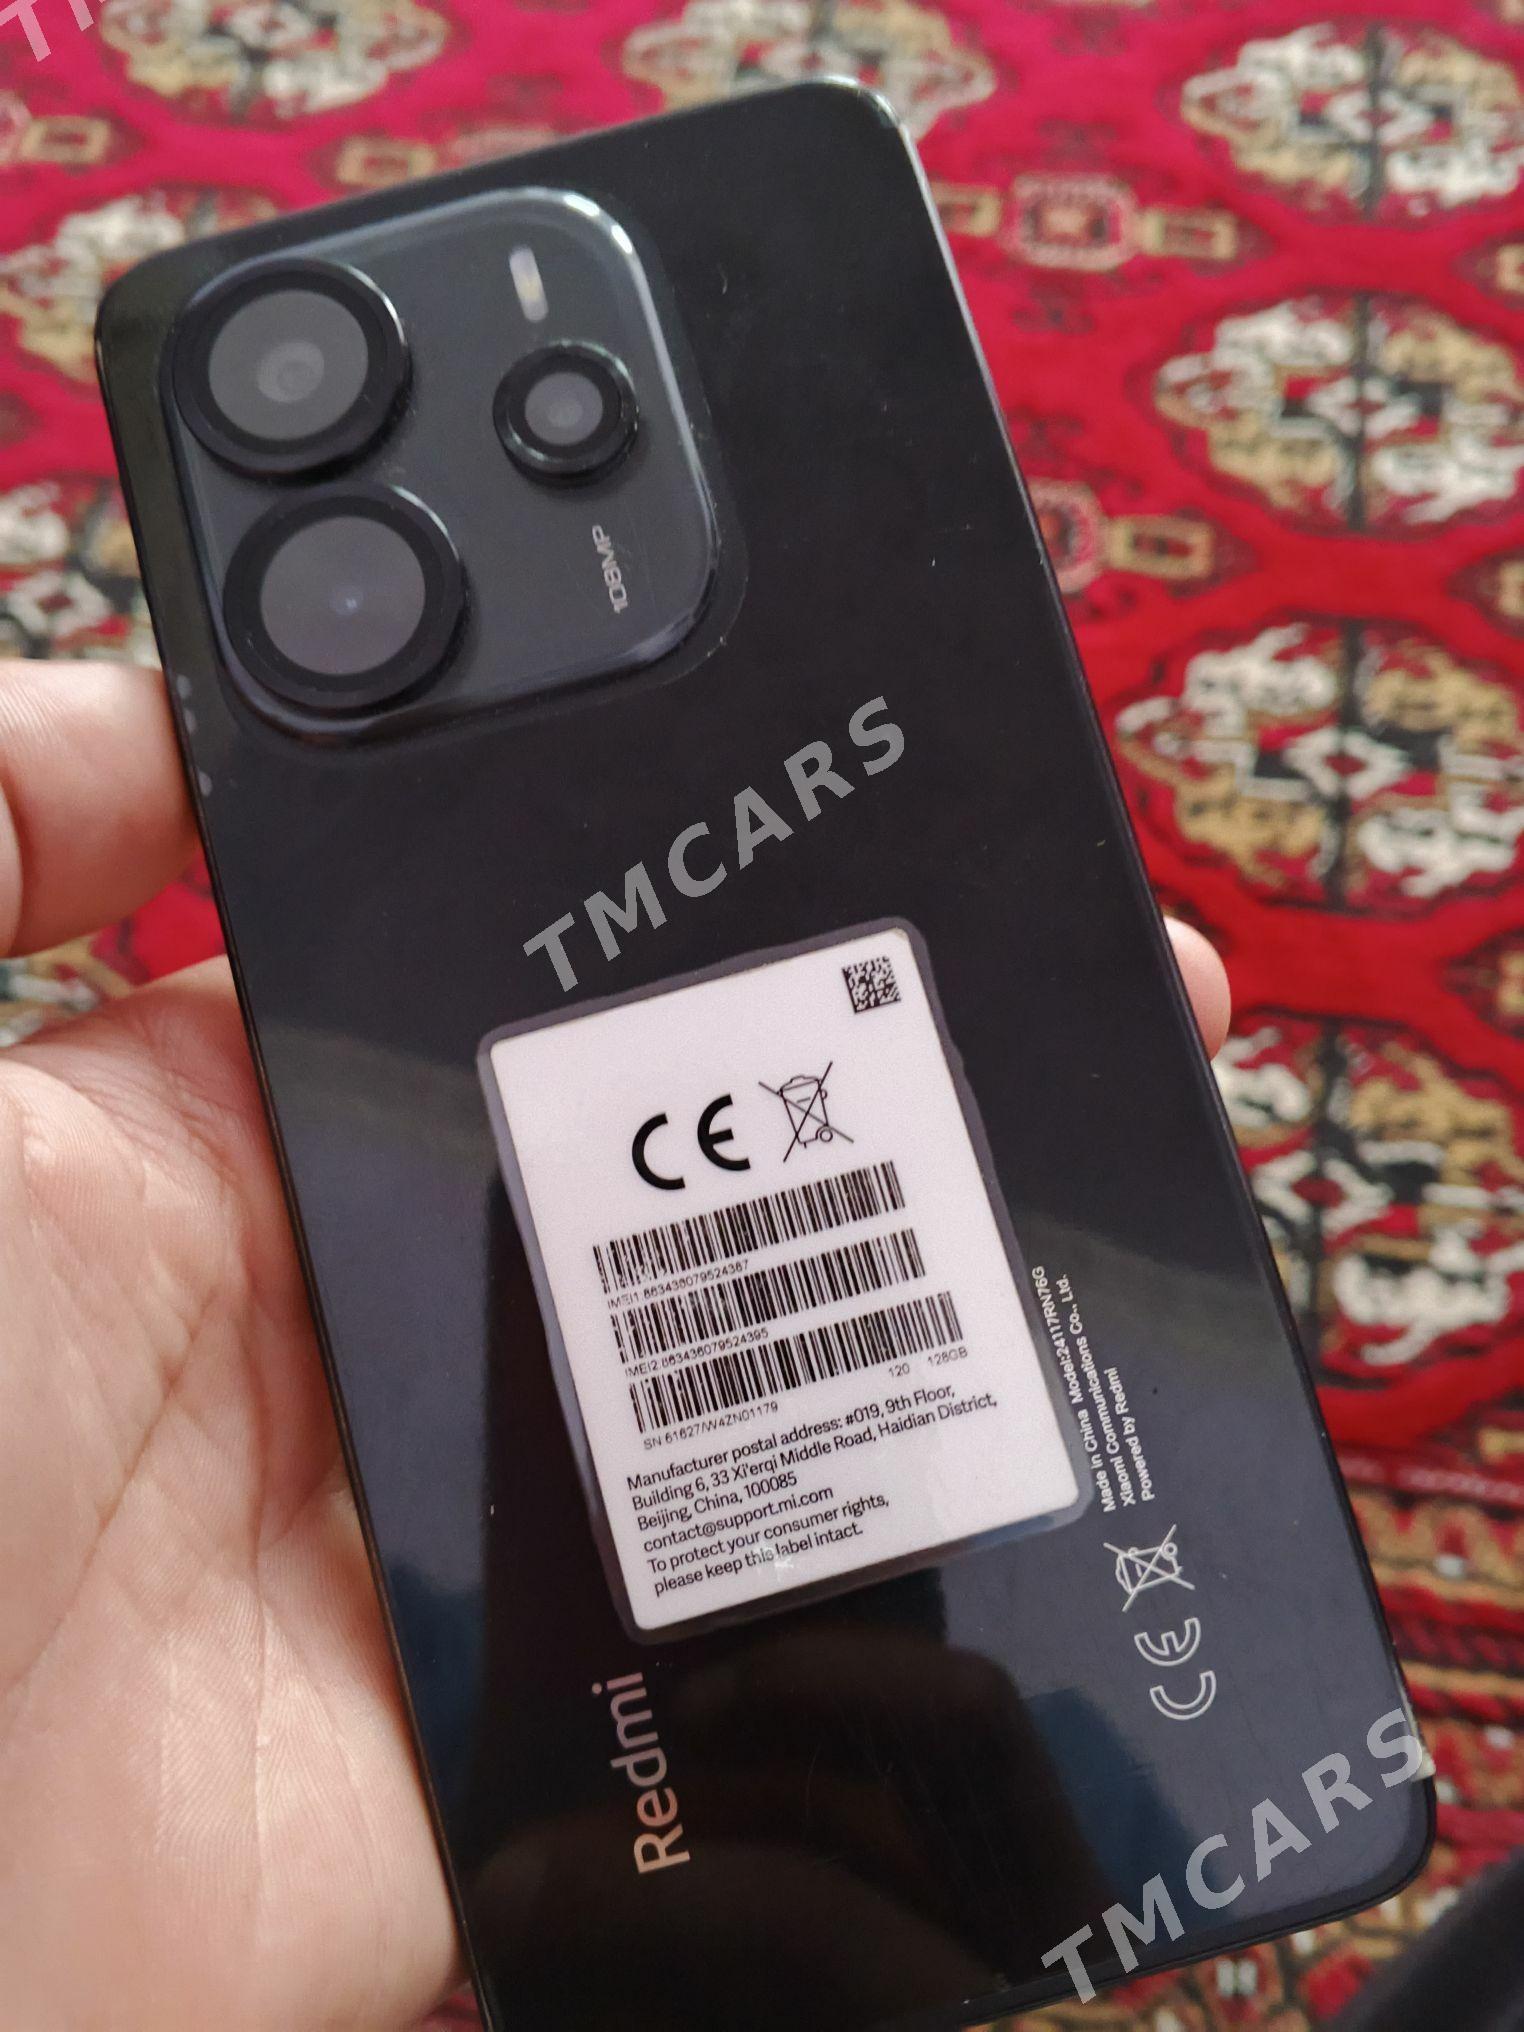 108MP
TMCARS
CE
IMEI1:863436079524387
IMEI2:863436079524395
120 128GB
SN 61627/W4ZN01179
Manufacturer postal address: #019, 9th Floor,
Building 6, 33 Xi'erqi Middle Road, Haidian District,
Beijing, China, 100085
contact@support.mi.com
To protect your consumer rights,
please keep this label intact.
Made in China Model:24117RN76G
Xiaomi Communications Co., Ltd.
Powered by Redmi
CE
Redmi
TMCARS